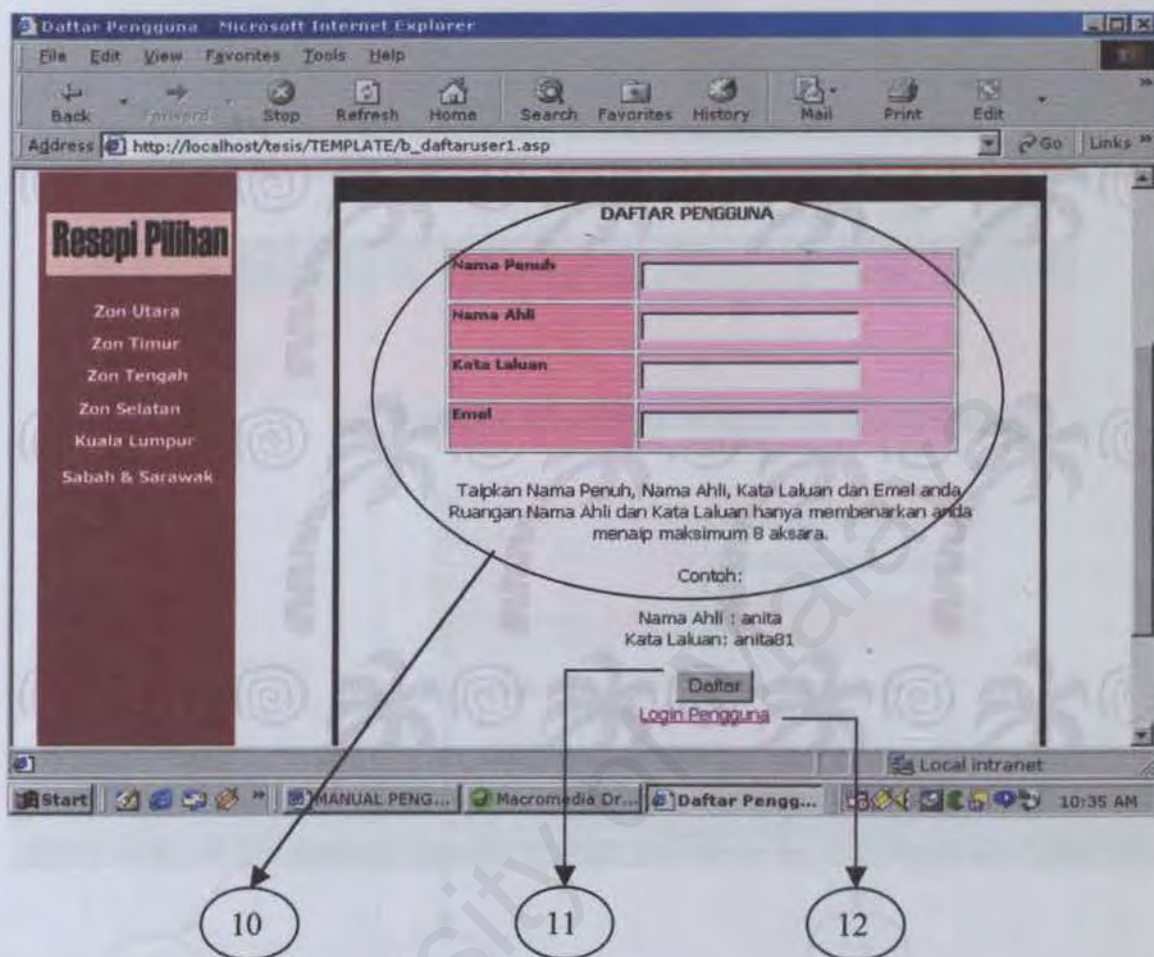 Daftar Pengguna - Microsoft Internet Explorer
File Edit View Favorites Tools Help
Back Forward Stop Refresh Home Search Favorites History Mail Print Edit
Address http://localhost/tesis/TEMPLATE/b_daftaruser1.asp Go Links
Resepi Pilihan
Zon Utara
Zon Timur
Zon Tengah
Zon Selatan
Kuala Lumpur
Sabah & Sarawak
DAFTAR PENGGUNA
Nama Penuh
Nama Ahli
Kata Laluan
Emel
Taipkan Nama Penuh, Nama Ahli, Kata Laluan dan Emel anda
Ruangan Nama Ahli dan Kata Laluan hanya membenarkan anda
menaip maksimum 8 aksara.
Contoh:
Nama Ahli : anita
Kata Laluan: anita81
Daftar
Login Pengguna
Local intranet
Start MANUAL PENG... Macromedia Dr... Daftar Pengg... 10:35 AM
10 11 12
University of Malaya